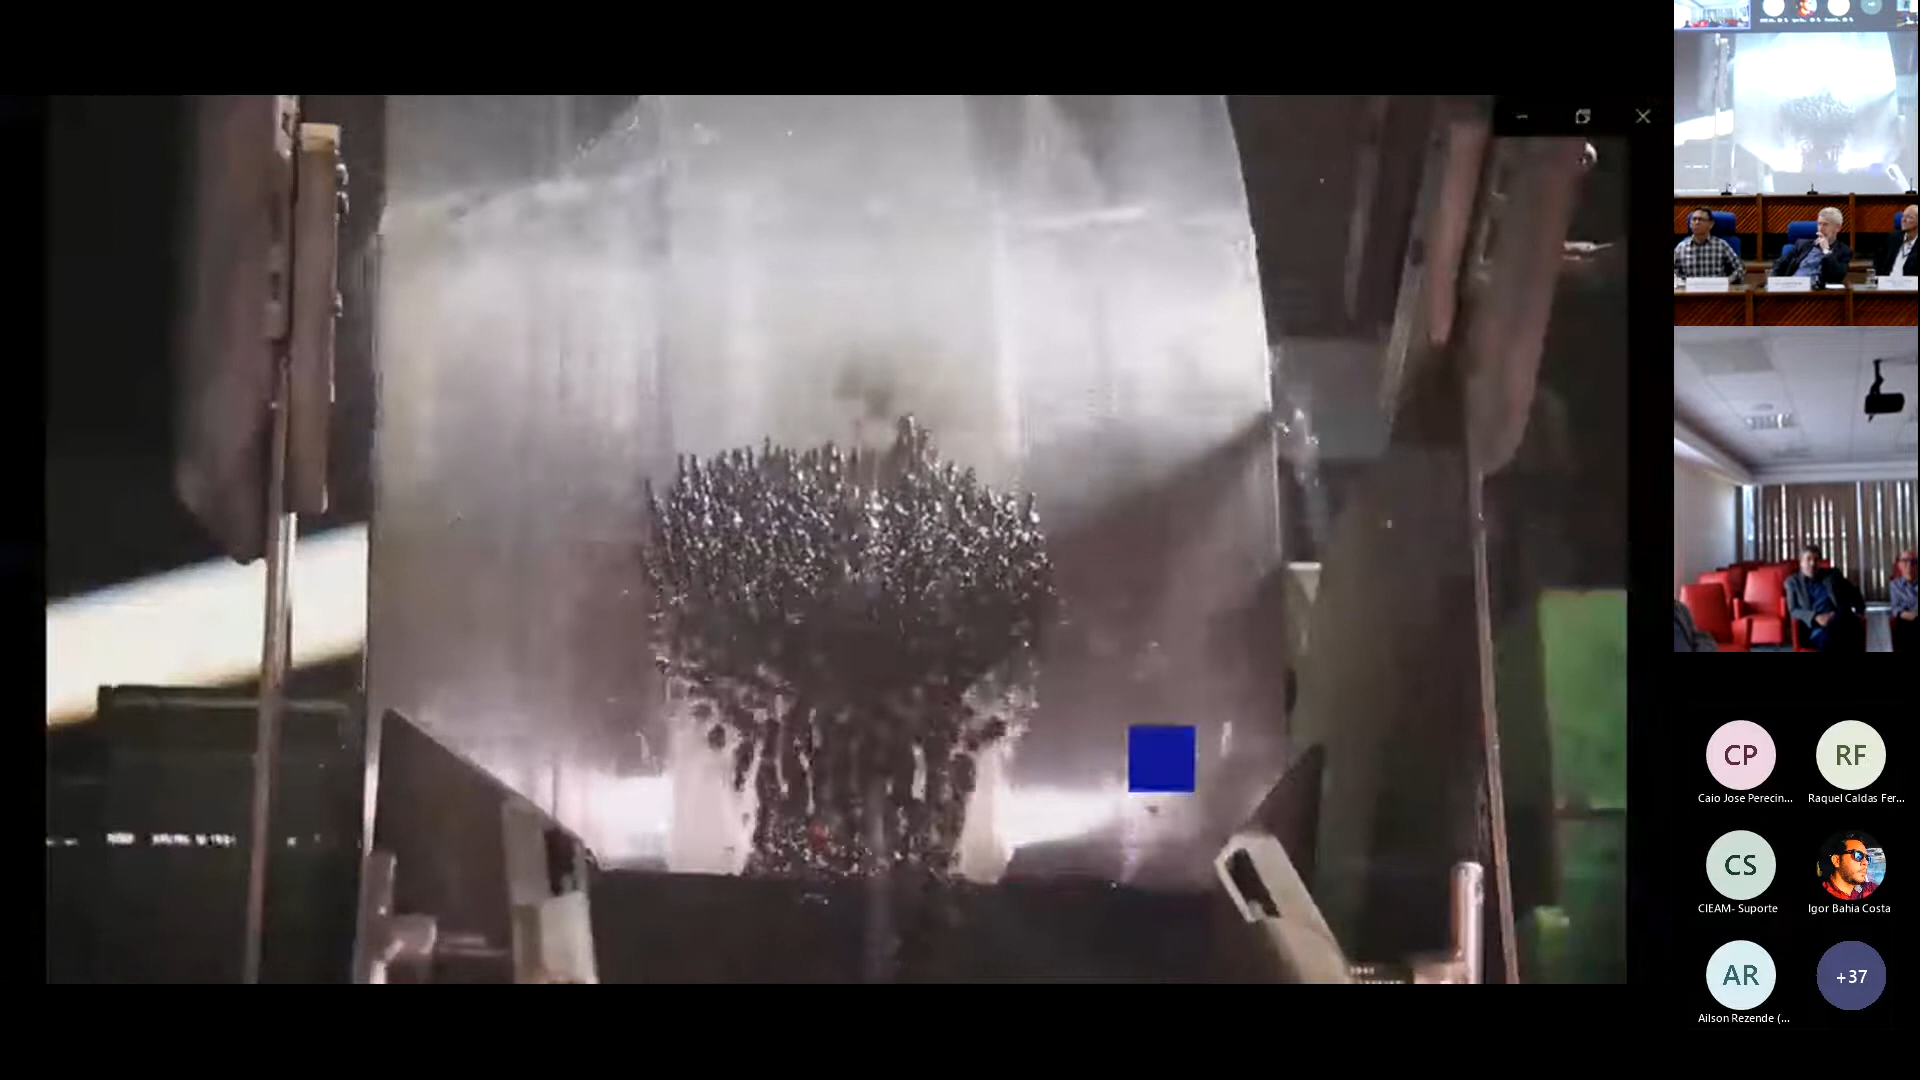 CP
RF
Caio Jose Perecin...
Raquel Caldas Fer...
CS
CIEAM- Suporte
Igor Bahia Costa
AR
+37
Ailson Rezende (...